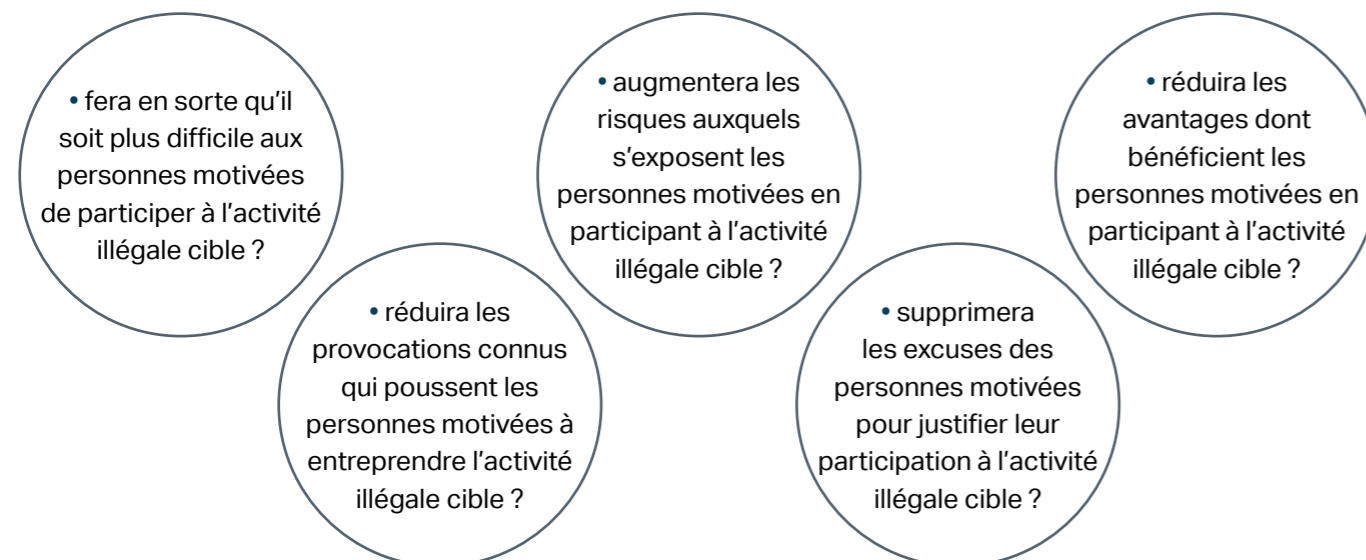 • fera en sorte qu’il
soit plus difficile aux
personnes motivées
de participer à l’activité
illégale cible ?
• réduira les
provocations connus
qui poussent les
personnes motivées à
entreprendre l’activité
illégale cible ?
• augmentera les
risques auxquels
s’exposent les
personnes motivées en
participant à l’activité
illégale cible ?
• supprimera
les excuses des
personnes motivées
pour justifier leur
participation à l’activité
illégale cible ?
• réduira les
avantages dont
bénéficient les
personnes motivées en
participant à l’activité
illégale cible ?